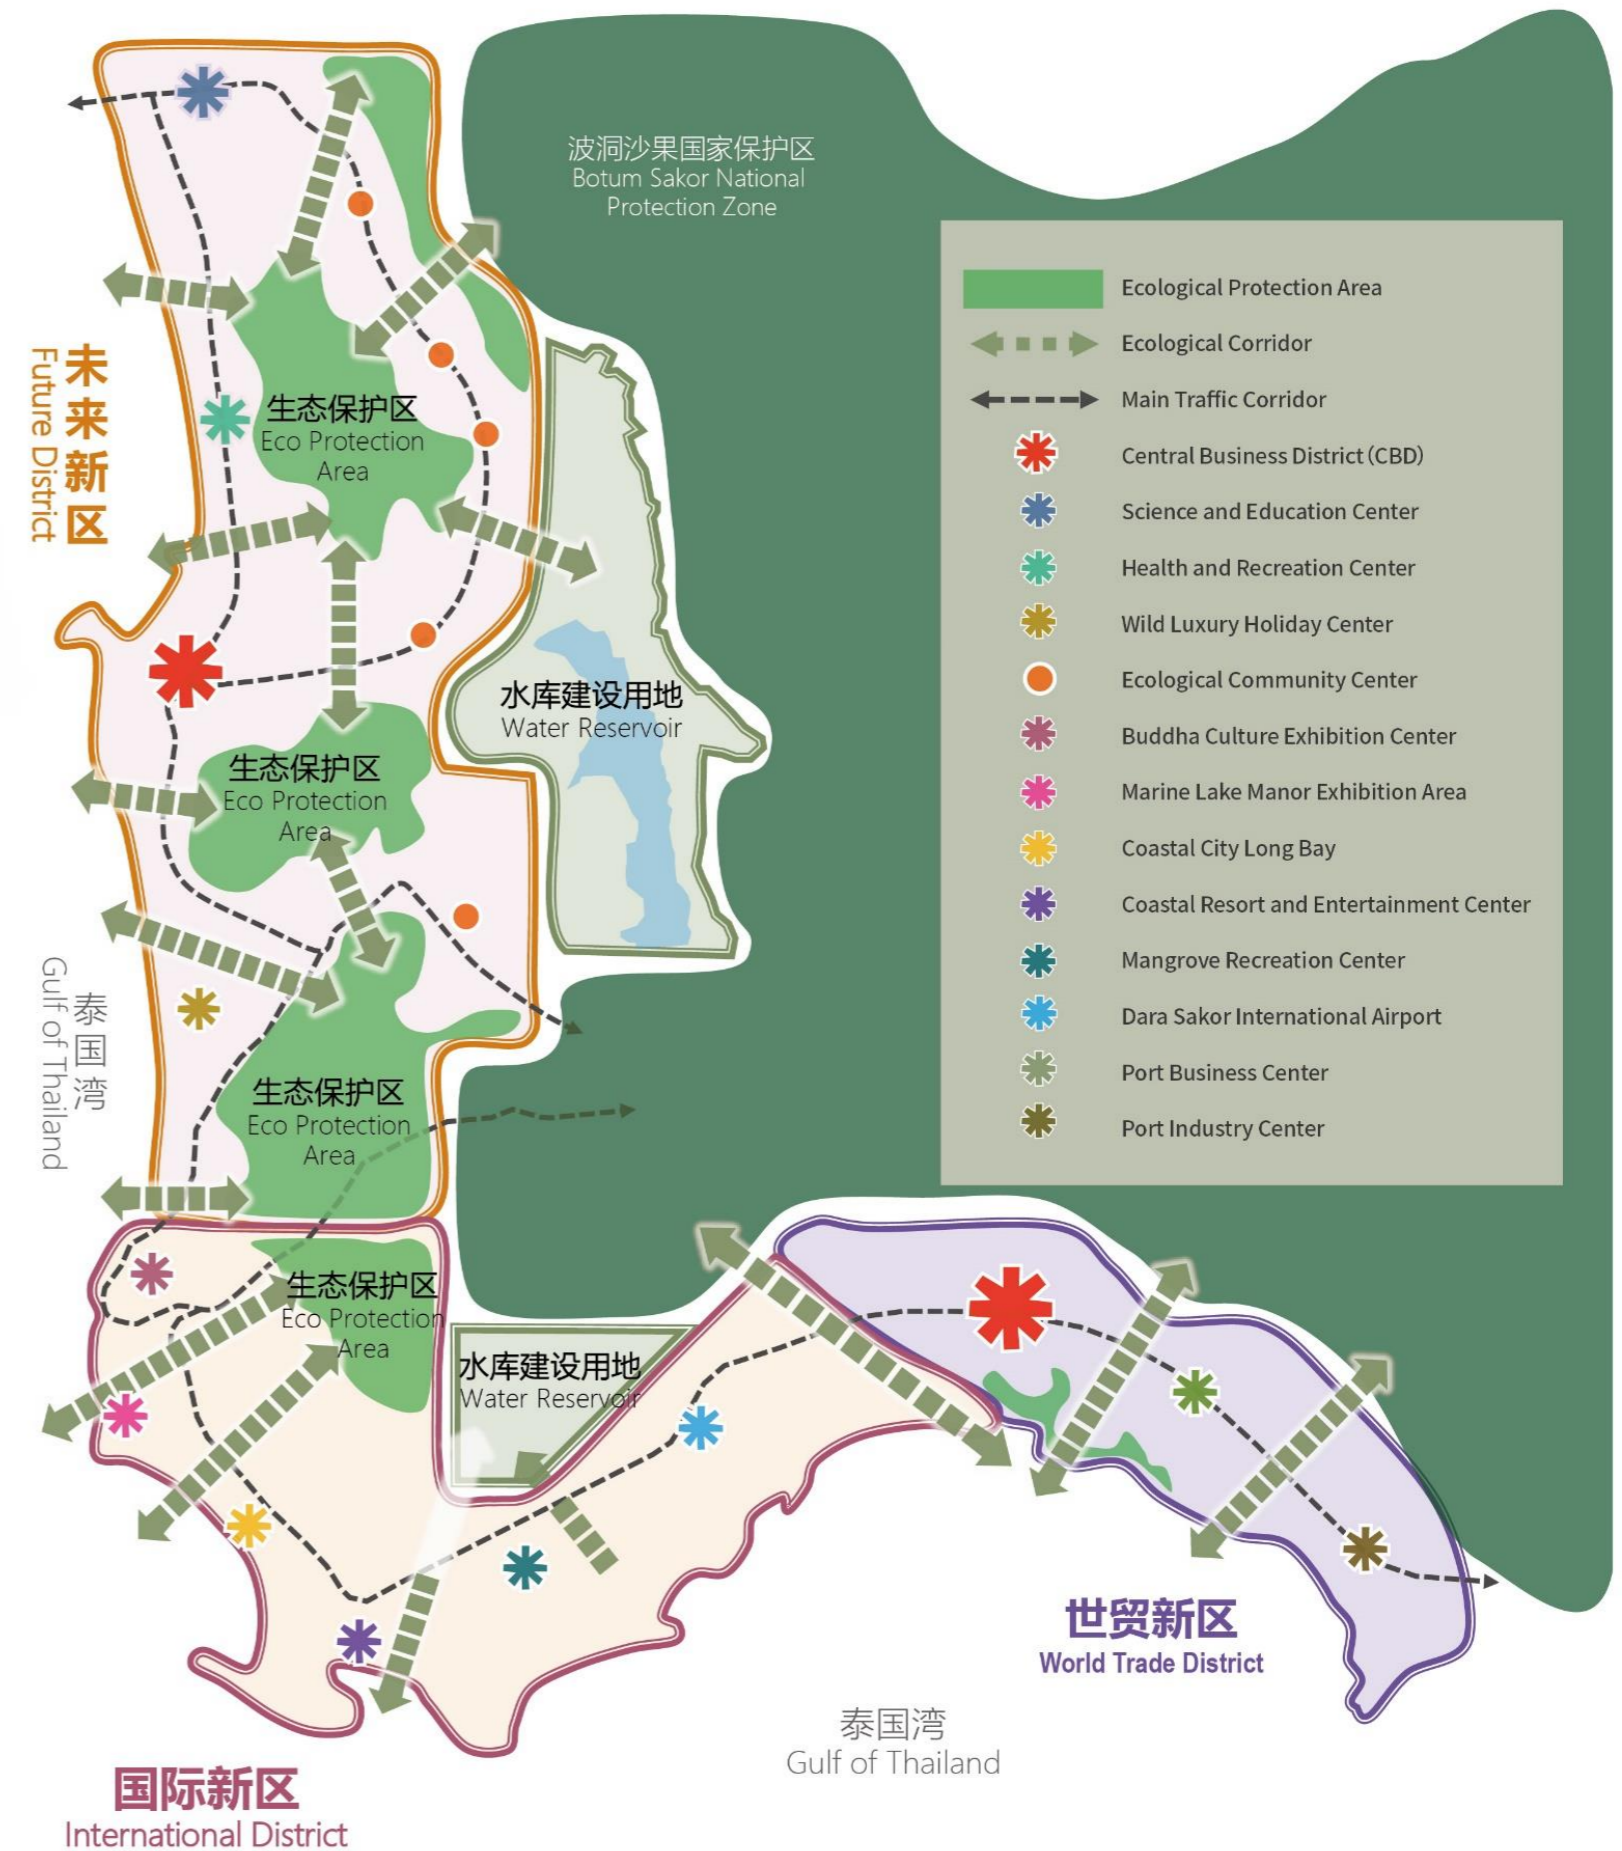 波洞沙果国家保护区
Botum Sakor National
Protection Zone
Ecological Protection Area
Ecological Corridor
Main Traffic Corridor
Central Business District (CBD)
Science and Education Center
Health and Recreation Center
Wild Luxury Holiday Center
Ecological Community Center
Buddha Culture Exhibition Center
Marine Lake Manor Exhibition Area
Coastal City Long Bay
Coastal Resort and Entertainment Center
Mangrove Recreation Center
Dara Sakor International Airport
Port Business Center
Port Industry Center
未来新区
Future District
生态保护区
Eco Protection
Area
水库建设用地
Water Reservoir
生态保护区
Eco Protection
Area
泰国湾
Gulf of Thailand
生态保护区
Eco Protection
Area
生态保护区
Eco Protection
Area
水库建设用地
Water Reservoir
世贸新区
World Trade District
泰国湾
Gulf of Thailand
国际新区
International District